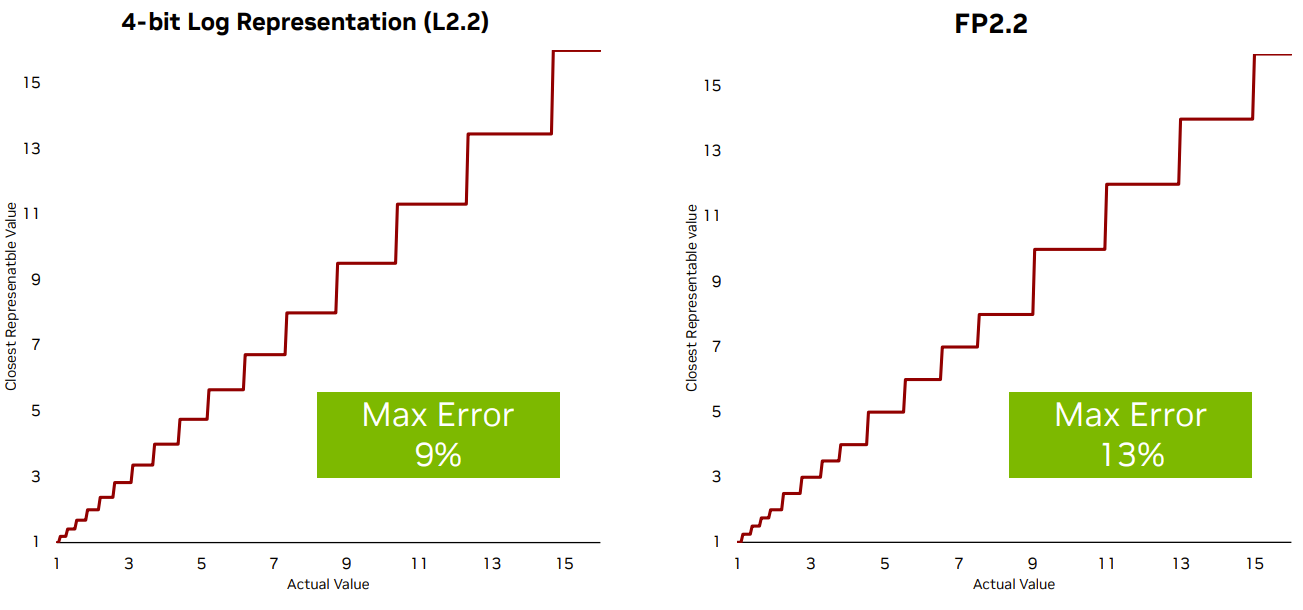 4-bit Log Representation (L2.2)
15
13
11
9
7
5
3
1
Closest Represenatble Value
1 3 5 7 9 11 13 15
Actual Value
Max Error
9%
FP2.2
15
13
11
9
7
5
3
1
Closest Representable value
1 3 5 7 9 11 13 15
Actual Value
Max Error
13%